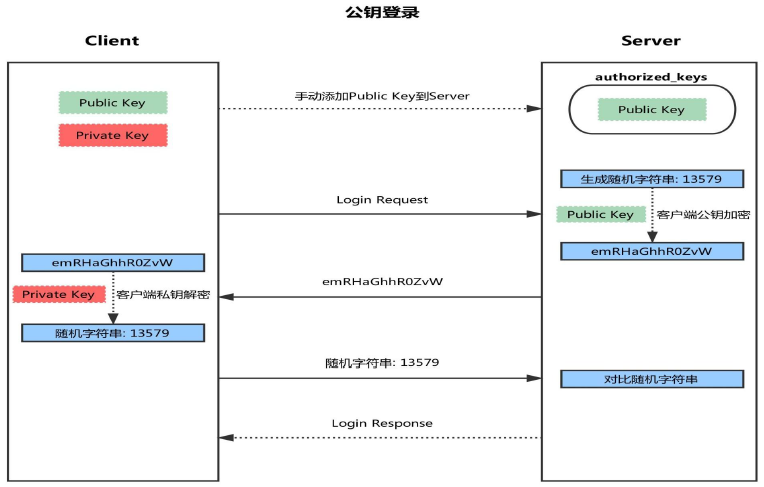 公钥登录
Client
Server
authorized_keys
Public Key
手动添加Public Key到Server
Public Key
Private Key
生成随机字符串: 13579
Login Request
Public Key
客户端公钥加密
emRHaGhhR0ZvW
emRHaGhhR0ZvW
emRHaGhhR0ZvW
Private Key
客户端私钥解密
随机字符串: 13579
随机字符串: 13579
对比随机字符串
Login Response